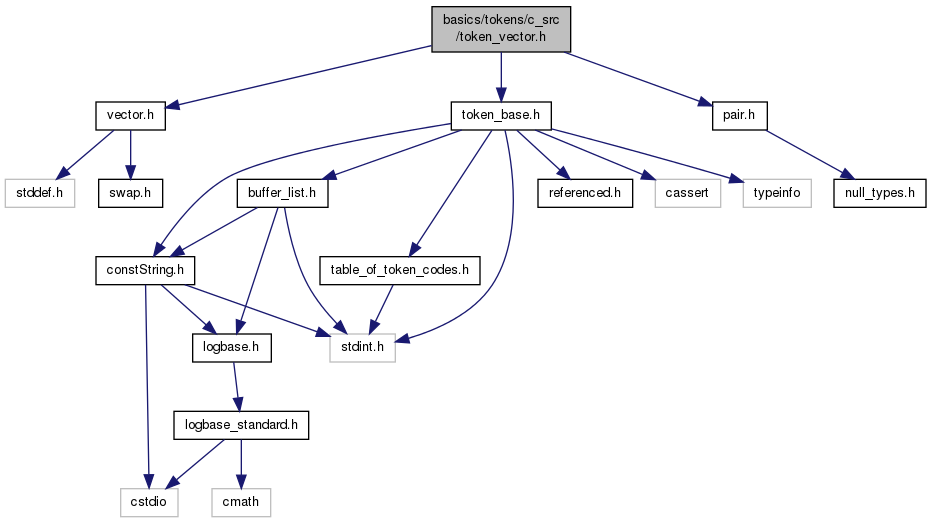 basics/tokens/c_src
/token_vector.h
vector.h
token_base.h
pair.h
stddef.h
swap.h
buffer_list.h
referenced.h
cassert
typeinfo
null_types.h
constString.h
table_of_token_codes.h
logbase.h
stdint.h
logbase_standard.h
cstdio
cmath